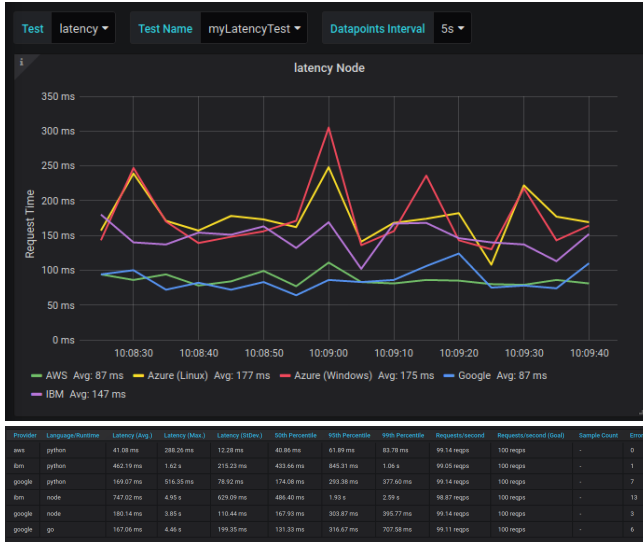 Test latency Test Name myLatencyTest Datapoints Interval 5s
i
latency Node
350 ms
300 ms
250 ms
200 ms
150 ms
100 ms
50 ms
0 ms
Request Time
10:08:30 10:08:40 10:08:50 10:09:00 10:09:10 10:09:20 10:09:30 10:09:40
AWS Avg: 87 ms Azure (Linux) Avg: 177 ms Azure (Windows) Avg: 175 ms Google Avg: 87 ms
IBM Avg: 147 ms
Provider Language/Runtime Latency (Avg.) Latency (Max.) Latency (StDev.) 50th Percentile 95th Percentile 99th Percentile Requests/second Requests/second (Goal) Sample Count Error
aws python 41.08 ms 288.26 ms 12.28 ms 40.86 ms 61.89 ms 83.78 ms 99.14 reqps 100 reqps - 0
ibm python 462.19 ms 1.62 s 215.23 ms 433.66 ms 845.31 ms 1.06 s 99.05 reqps 100 reqps - 1
google python 169.07 ms 516.35 ms 78.92 ms 174.08 ms 293.38 ms 377.60 ms 99.14 reqps 100 reqps - 7
ibm node 747.02 ms 4.95 s 629.09 ms 486.40 ms 1.93 s 2.59 s 98.87 reqps 100 reqps - 13
google node 180.14 ms 3.85 s 110.44 ms 167.93 ms 303.87 ms 395.77 ms 99.14 reqps 100 reqps - 3
google go 167.06 ms 4.46 s 199.35 ms 131.33 ms 316.67 ms 707.58 ms 99.11 reqps 100 reqps - 6